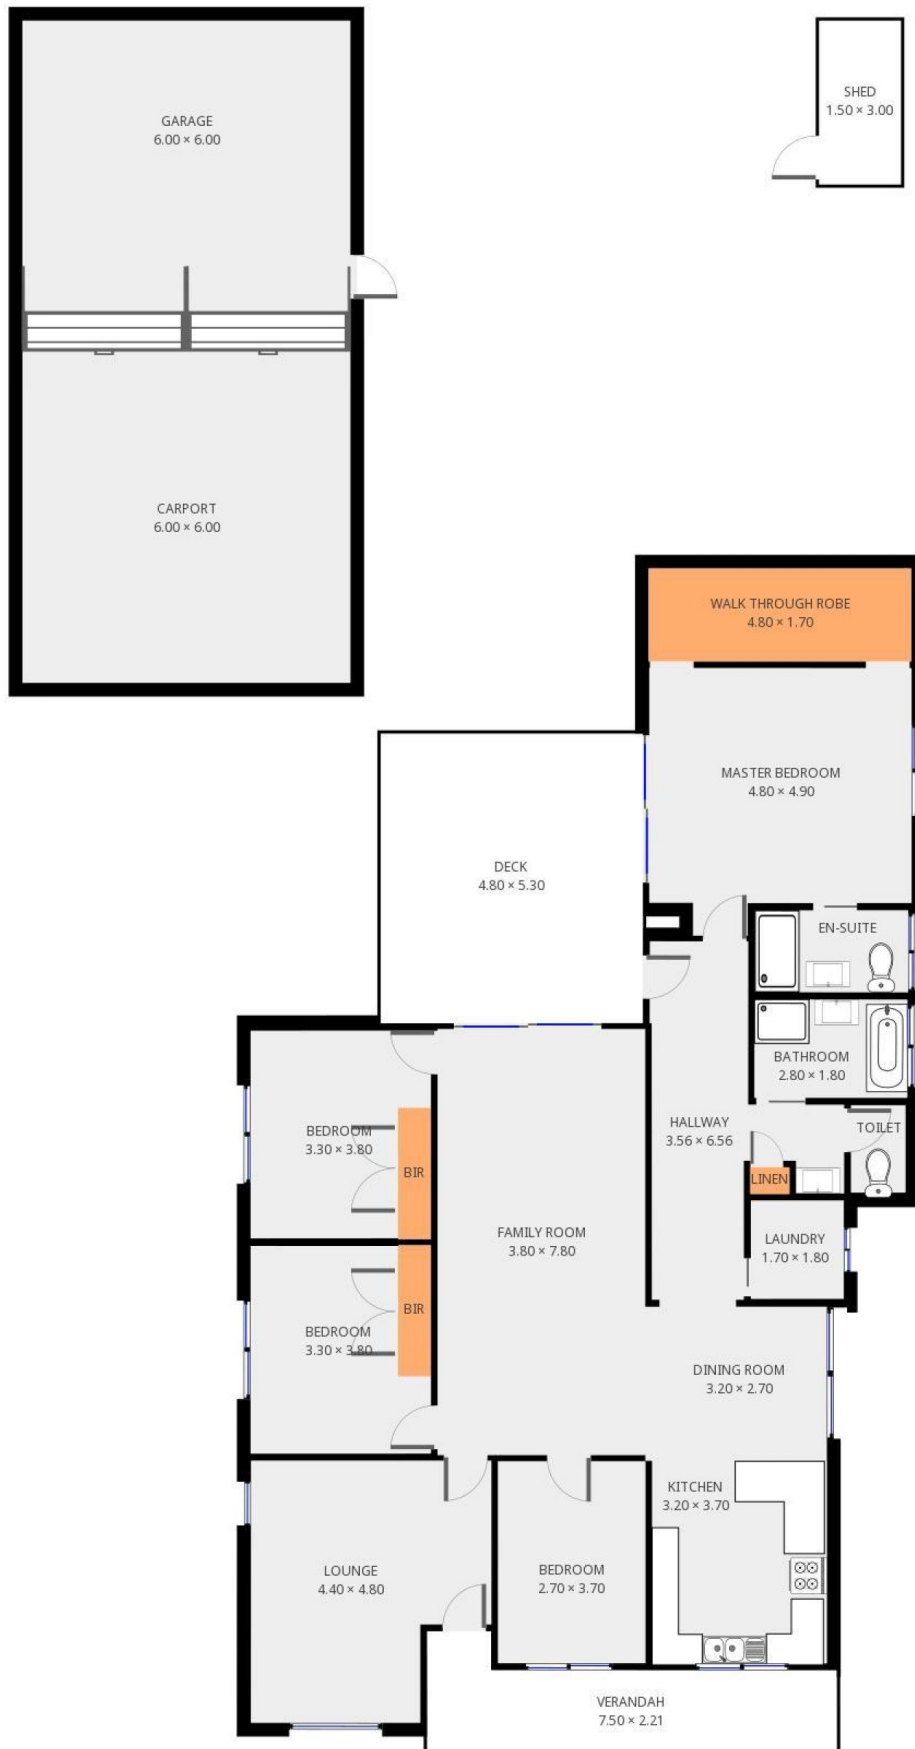 GARAGE
6.00 × 6.00
SHED
1.50 × 3.00
CARPORT
6.00 × 6.00
WALK THROUGH ROBE
4.80 × 1.70
MASTER BEDROOM
4.80 × 4.90
DECK
4.80 × 5.30
EN-SUITE
BATHROOM
2.80 × 1.80
HALLWAY
3.56 × 6.56
TOILET
BEDROOM
3.30 × 3.80
BIR
LINEN
FAMILY ROOM
3.80 × 7.80
LAUNDRY
1.70 × 1.80
BIR
BEDROOM
3.30 × 3.80
DINING ROOM
3.20 × 2.70
KITCHEN
3.20 × 3.70
LOUNGE
4.40 × 4.80
BEDROOM
2.70 × 3.70
VERANDAH
7.50 × 2.21